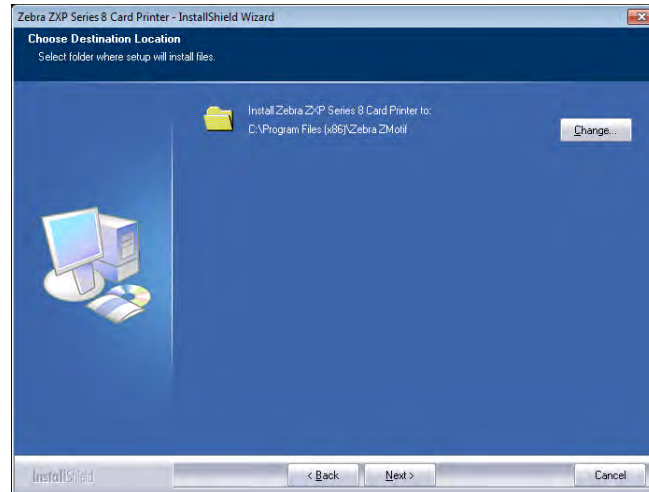 Zebra ZXP Series 8 Card Printer - InstallShield Wizard
Choose Destination Location
Select folder where setup will install files.
Install Zebra ZXP Series 8 Card Printer to:
C:\Program Files (x86)\Zebra ZMotif
Change...
InstallShield
< Back
Next >
Cancel